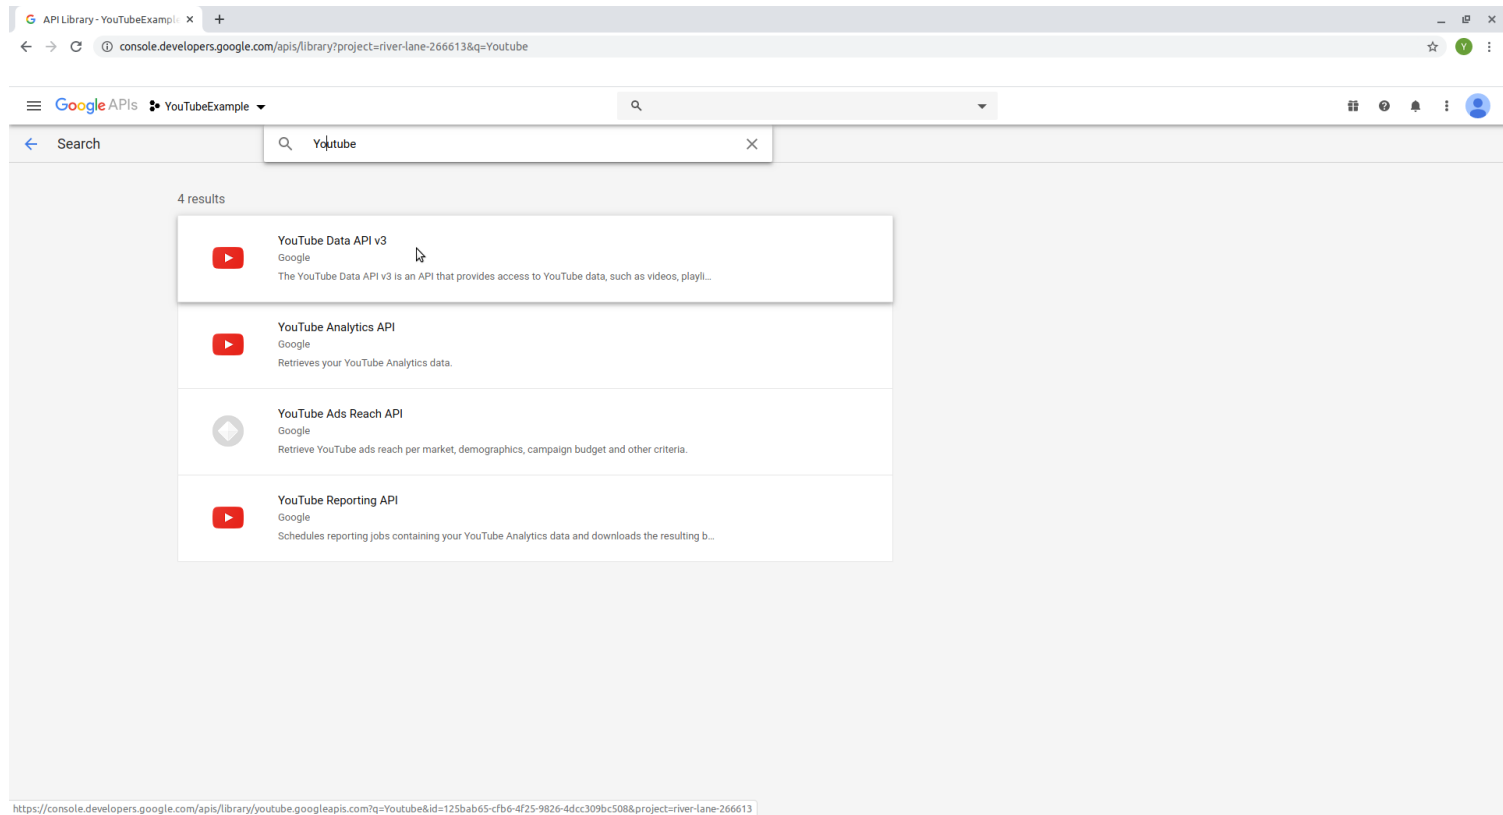 API Library - YouTubeExampl
console.developers.google.com/apis/library?project=river-lane-266613&q=Youtube
Y
Google APIs YouTubeExample
Search
Youtube
4 results
YouTube Data API v3
Google
The YouTube Data API v3 is an API that provides access to YouTube data, such as videos, playli...
YouTube Analytics API
Google
Retrieves your YouTube Analytics data.
YouTube Ads Reach API
Google
Retrieve YouTube ads reach per market, demographics, campaign budget and other criteria.
YouTube Reporting API
Google
Schedules reporting jobs containing your YouTube Analytics data and downloads the resulting b...
https://console.developers.google.com/apis/library/youtube.googleapis.com?q=Youtube&id=125bab65-cfb6-4f25-9826-4dcc309bc508&project=river-lane-266613